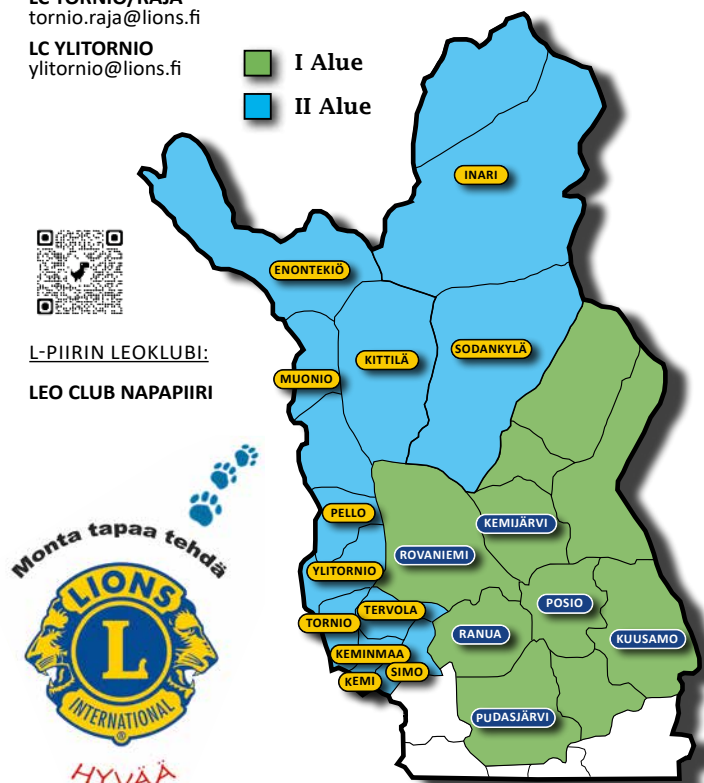 LC TORNIO/RAJA
tornio.raja@lions.fi
LC YLITORNIO
ylitornio@lions.fi
I Alue
II Alue
INARI
ENONTEKIÖ
KITTILÄ
SODANKYLÄ
MUONIO
L-PIIRIN LEOKLUBI:
LEO CLUB NAPAPIIRI
PELLO
KEMIJÄRVI
ROVANIEMI
YLITORNIO
TERVOLA
POSIO
TORNIO
RANUA
KUUSAMO
KEMINMAA
SIMO
KEMI
PUDASJÄRVI
Monta tapaa tehdä
LIONS
L
INTERNATIONAL
®
HYVÄÄ